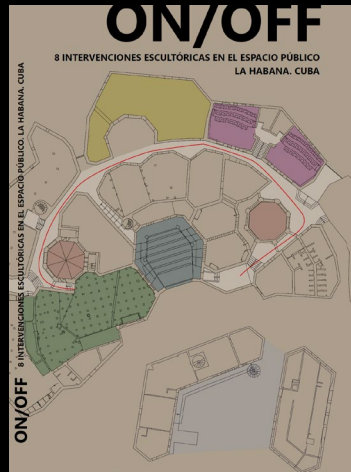 ON/OFF
8 INTERVENCIONES ESCULTÓRICAS EN EL ESPACIO PÚBLICO
LA HABANA. CUBA
ON/OFF 8 INTERVENCIONES ESCULTÓRICAS EN EL ESPACIO PÚBLICO. LA HABANA. CUBA